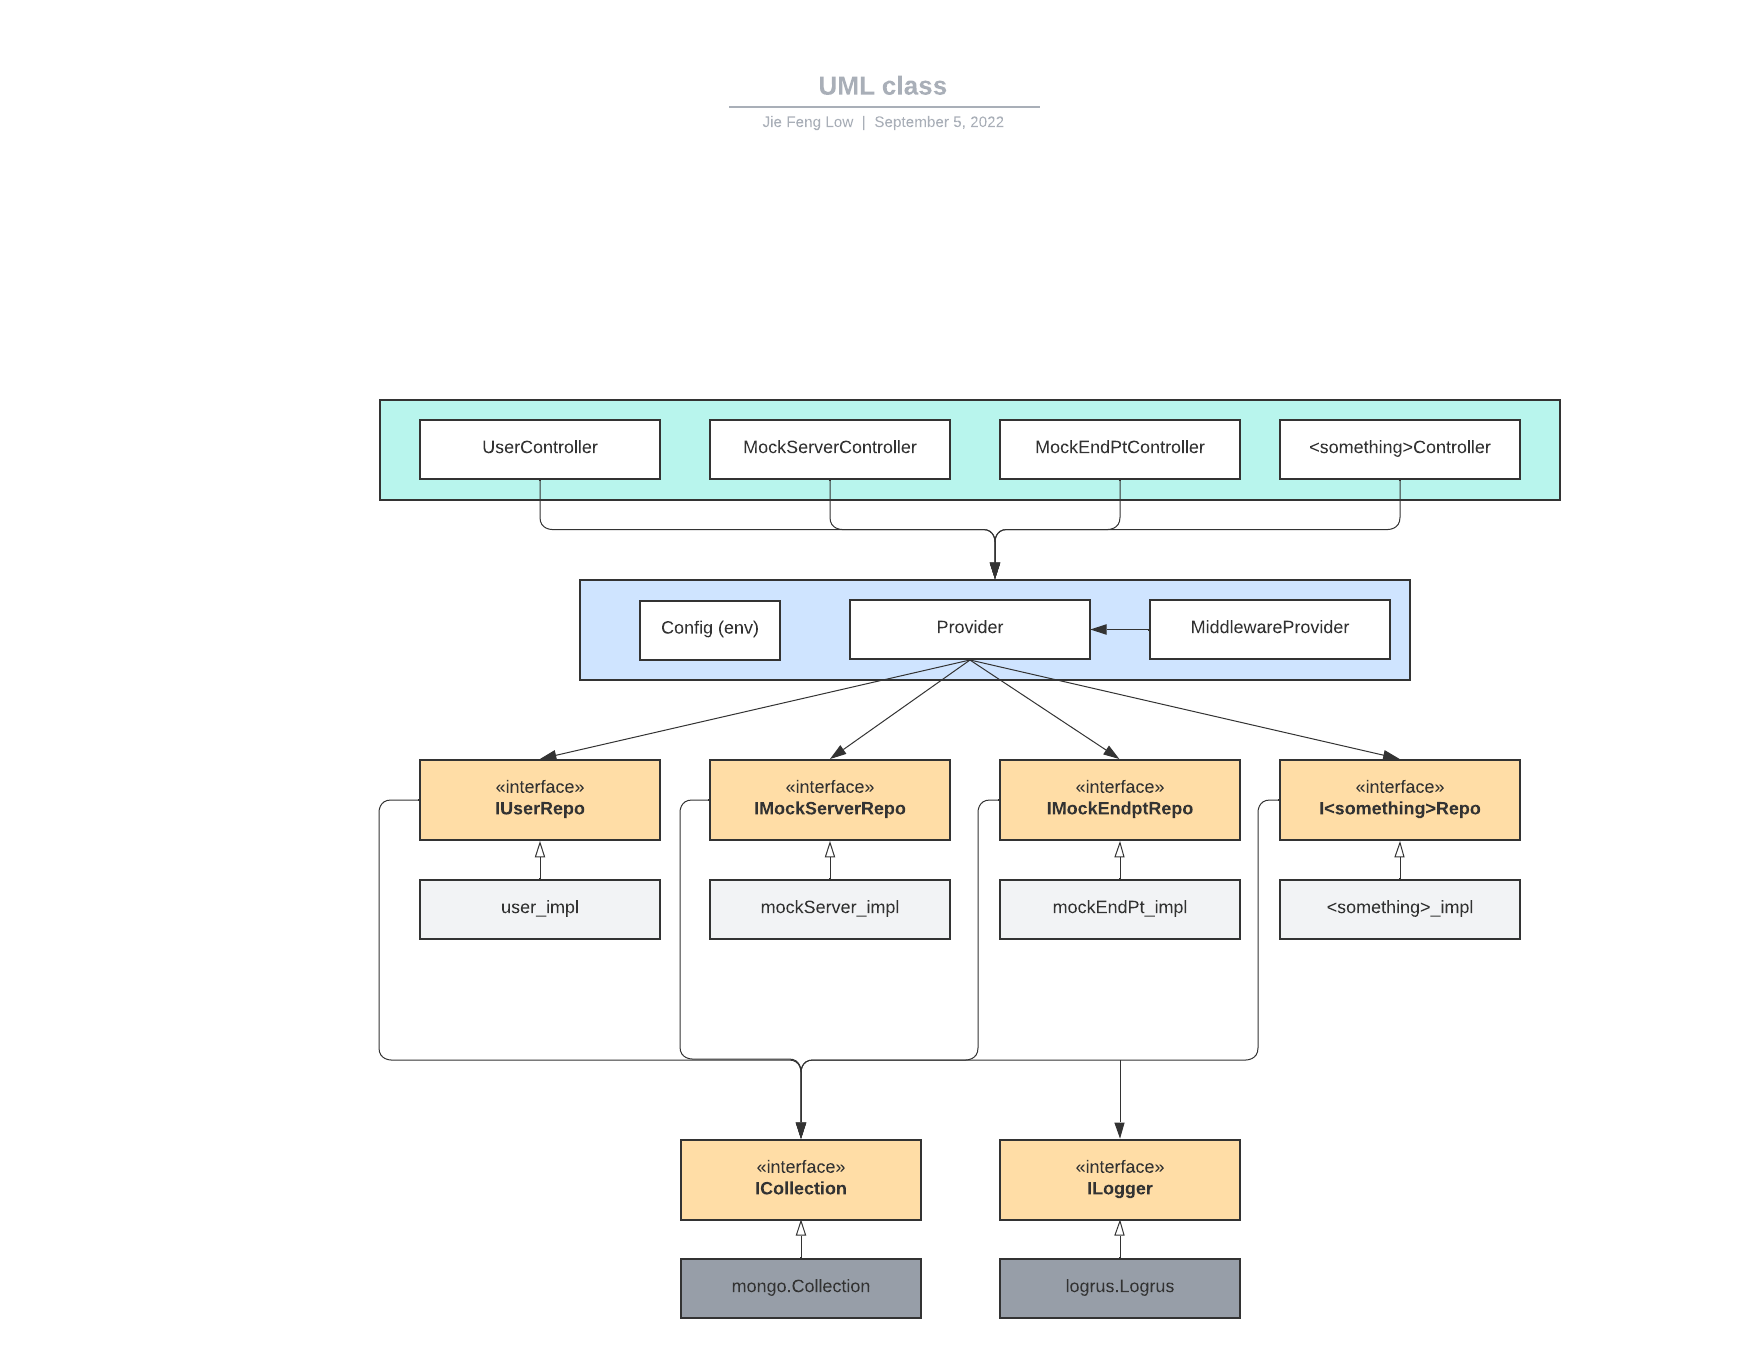 UML class
Jie Feng Low | September 5, 2022
UserController
MockServerController
MockEndPtController
<something>Controller
Config (env)
Provider
MiddlewareProvider
«interface»
IUserRepo
«interface»
IMockServerRepo
«interface»
IMockEndptRepo
«interface»
I<something>Repo
user_impl
mockServer_impl
mockEndPt_impl
<something>_impl
«interface»
ICollection
«interface»
ILogger
mongo.Collection
logrus.Logrus